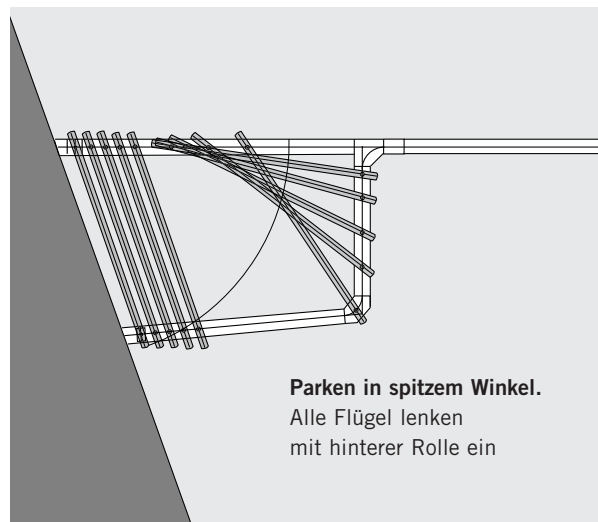 Parken in spitzem Winkel.
Alle Flügel lenken
mit hinterer Rolle ein